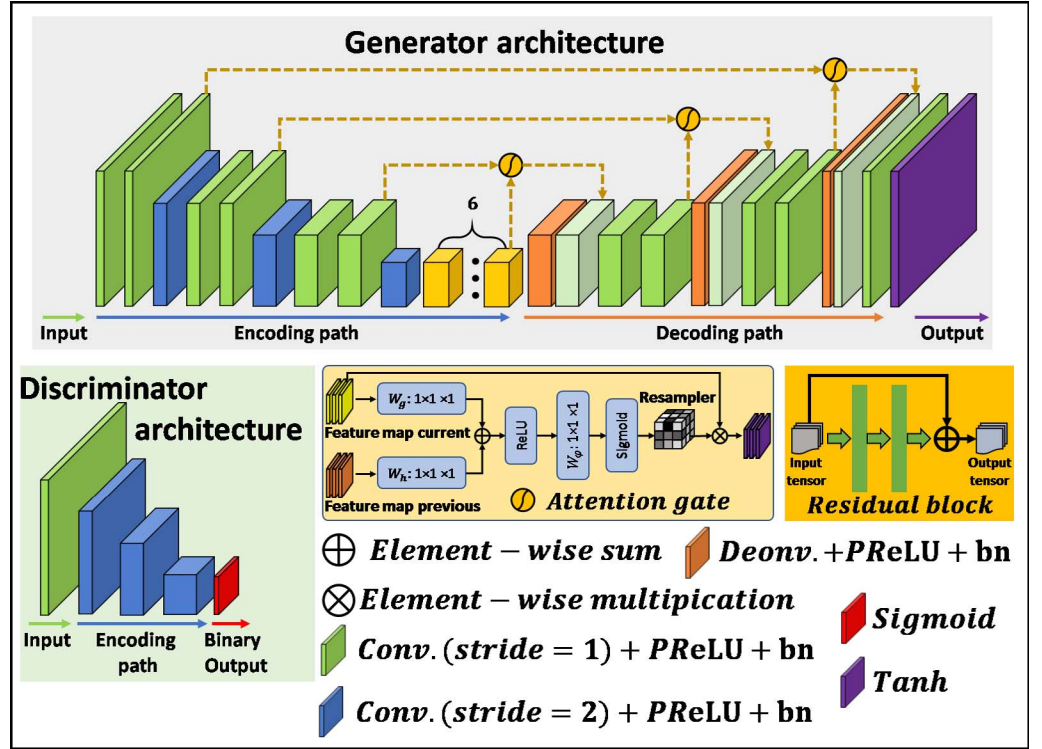 Generator architecture
6
Input
Encoding path
Decoding path
Output
Discriminator
architecture
Input
Encoding
path
Binary
Output
W_g: 1×1 ×1
Feature map current
W_h: 1×1 ×1
Feature map previous
ReLU
W_φ: 1×1 ×1
Sigmoid
Resampler
Attention gate
Input
tensor
Output
tensor
Residual block
Element − wise sum
Deonv. +PReLU + bn
Element − wise multipication
Sigmoid
Conv. (stride = 1) + PReLU + bn
Tanh
Conv. (stride = 2) + PReLU + bn